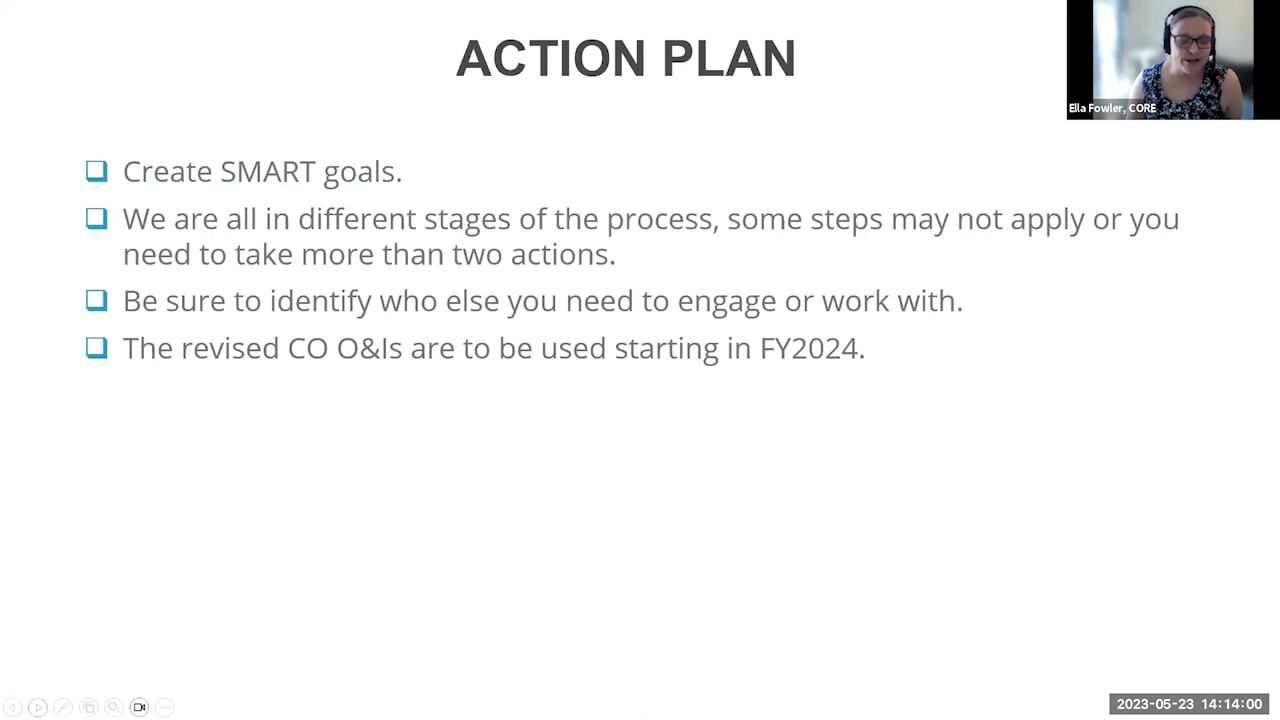 ACTION PLAN
Ella Fowler, CORE
Create SMART goals.
We are all in different stages of the process, some steps may not apply or you
need to take more than two actions.
Be sure to identify who else you need to engage or work with.
The revised CO O&Is are to be used starting in FY2024.
2023-05-23 14:14:00